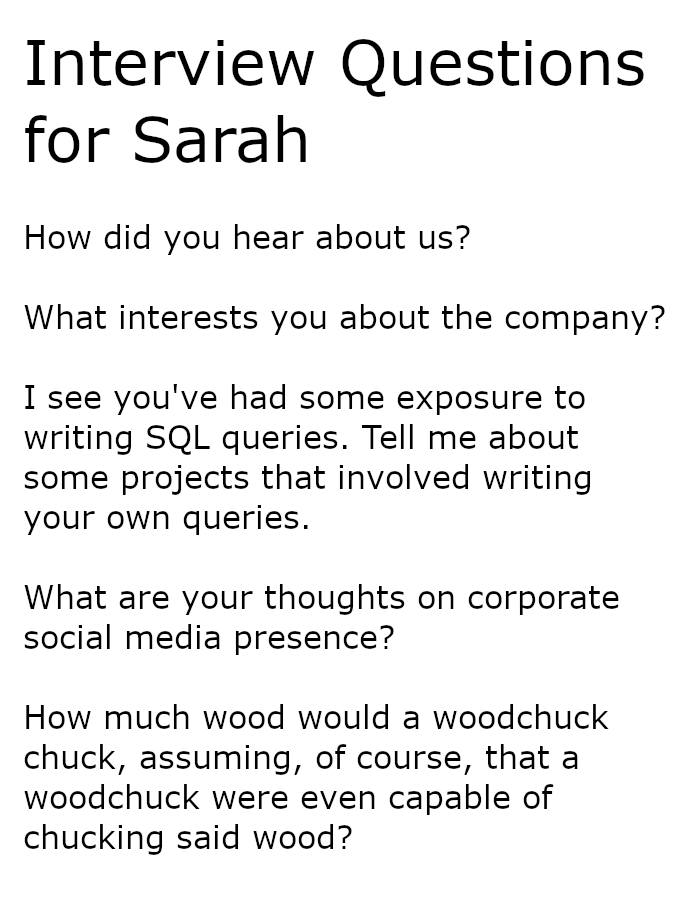 Interview Questions
for Sarah
How did you hear about us?
What interests you about the company?
I see you've had some exposure to
writing SQL queries. Tell me about
some projects that involved writing
your own queries.
What are your thoughts on corporate
social media presence?
How much wood would a woodchuck
chuck, assuming, of course, that a
woodchuck were even capable of
chucking said wood?